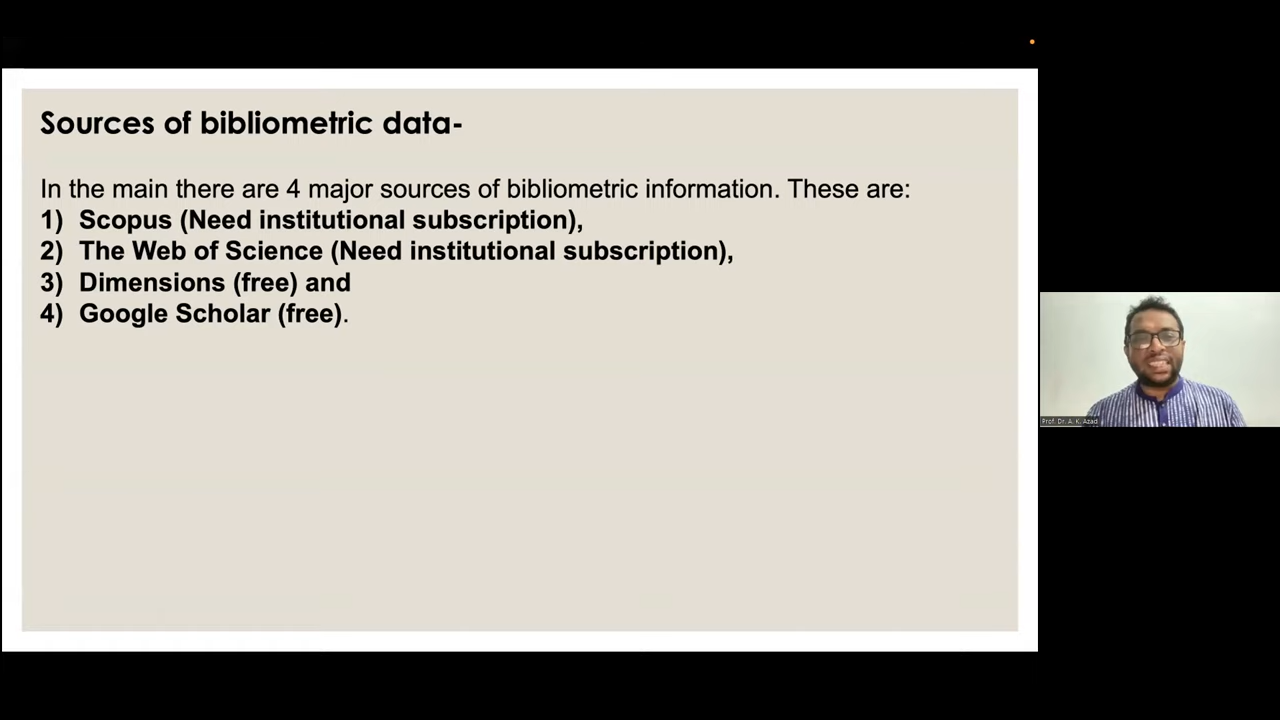 Sources of bibliometric data-
In the main there are 4 major sources of bibliometric information. These are:
1) Scopus (Need institutional subscription),
2) The Web of Science (Need institutional subscription),
3) Dimensions (free) and
4) Google Scholar (free).
Prof. Dr. A. K. Azad